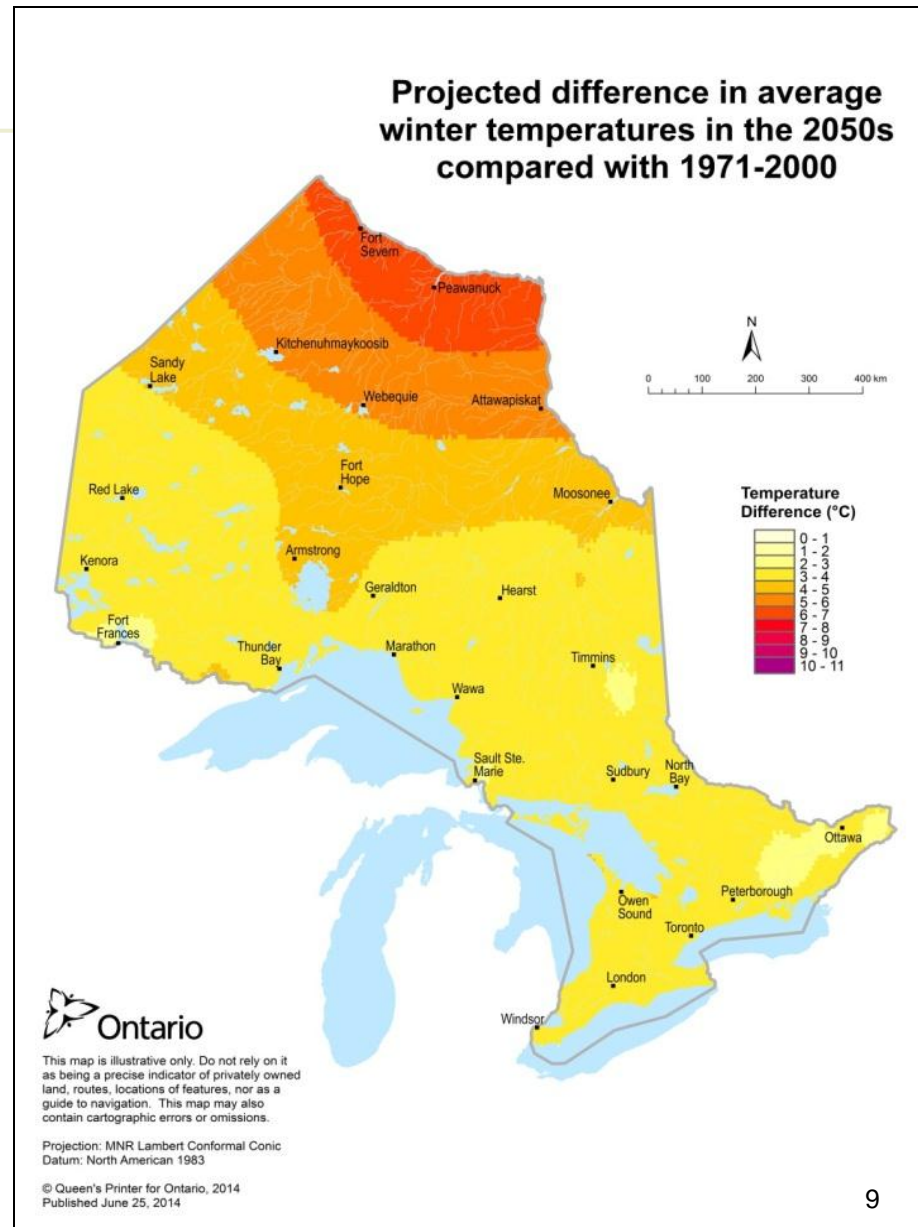 Projected difference in average
winter temperatures in the 2050s
compared with 1971-2000
Fort
Severn
Peawanuck
Kitchenuhmaykoosib
Sandy
Lake
Webequie
Attawapiskat
N
0 100 200 300 400 km
Fort
Hope
Red Lake
Moosonee
Temperature
Difference (°C)
0 - 1
1 - 2
2 - 3
3 - 4
4 - 5
5 - 6
6 - 7
7 - 8
8 - 9
9 - 10
10 - 11
Armstrong
Kenora
Geraldton
Hearst
Fort
Frances
Thunder
Bay
Marathon
Timmins
Wawa
Sault Ste.
Marie
Sudbury
North
Bay
Ottawa
Peterborough
Owen
Sound
Toronto
London
Windsor
Ontario
This map is illustrative only. Do not rely on it
as being a precise indicator of privately owned
land, routes, locations of features, nor as a
guide to navigation. This map may also
contain cartographic errors or omissions.
Projection: MNR Lambert Conformal Conic
Datum: North American 1983
© Queen's Printer for Ontario, 2014
Published June 25, 2014
9